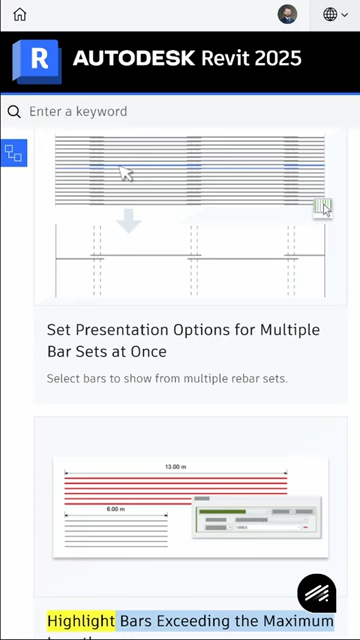 R AUTODESK Revit 2025
Enter a keyword
Set Presentation Options for Multiple
Bar Sets at Once
Select bars to show from multiple rebar sets.
13.00 m
6.00 m
Highlight Bars Exceeding the Maximum